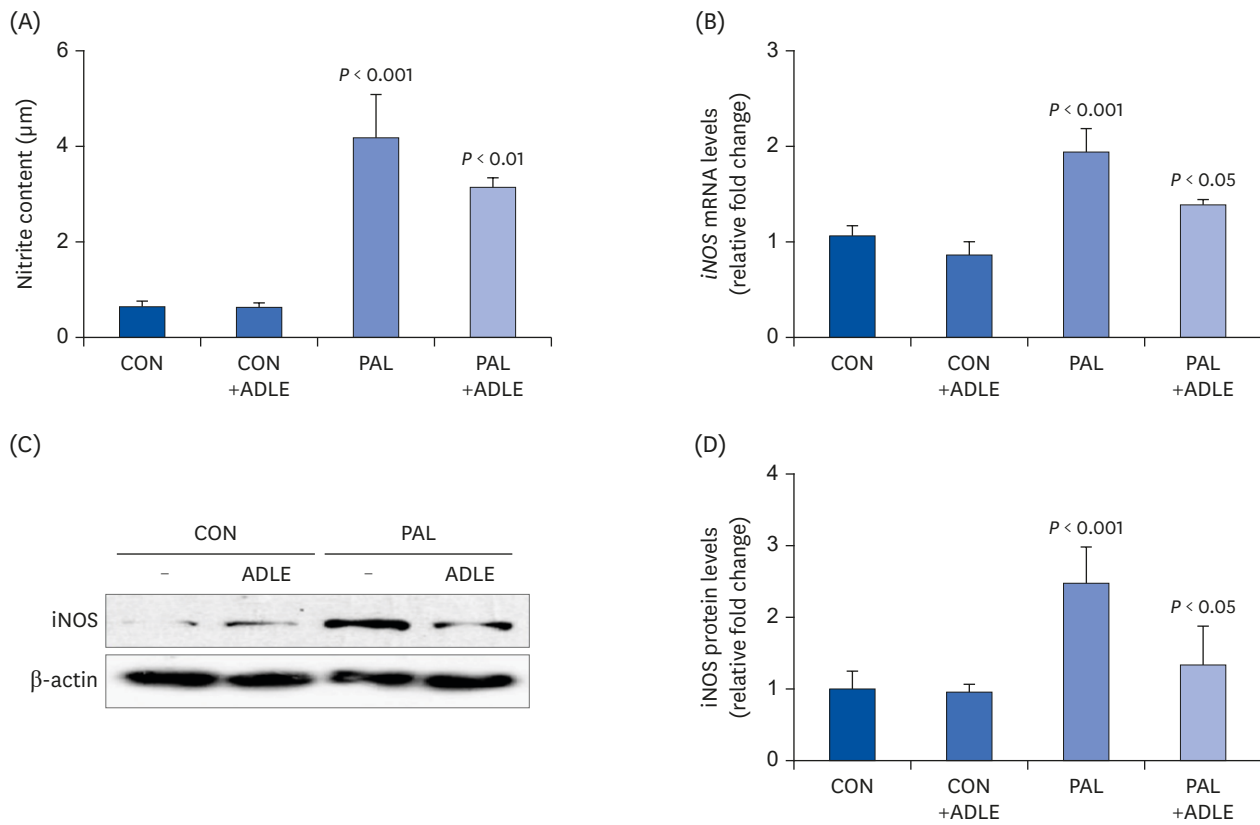 (A)
Nitrite content (µm)
6
4
2
0
P < 0.001
P < 0.01
CON
CON
+ADLE
PAL
PAL
+ADLE
(B)
iNOS mRNA levels
(relative fold change)
3
2
1
0
P < 0.001
P < 0.05
CON
CON
+ADLE
PAL
PAL
+ADLE
(C)
CON PAL
– ADLE – ADLE
iNOS
β-actin
(D)
iNOS protein levels
(relative fold change)
4
3
2
1
0
P < 0.001
P < 0.05
CON
CON
+ADLE
PAL
PAL
+ADLE